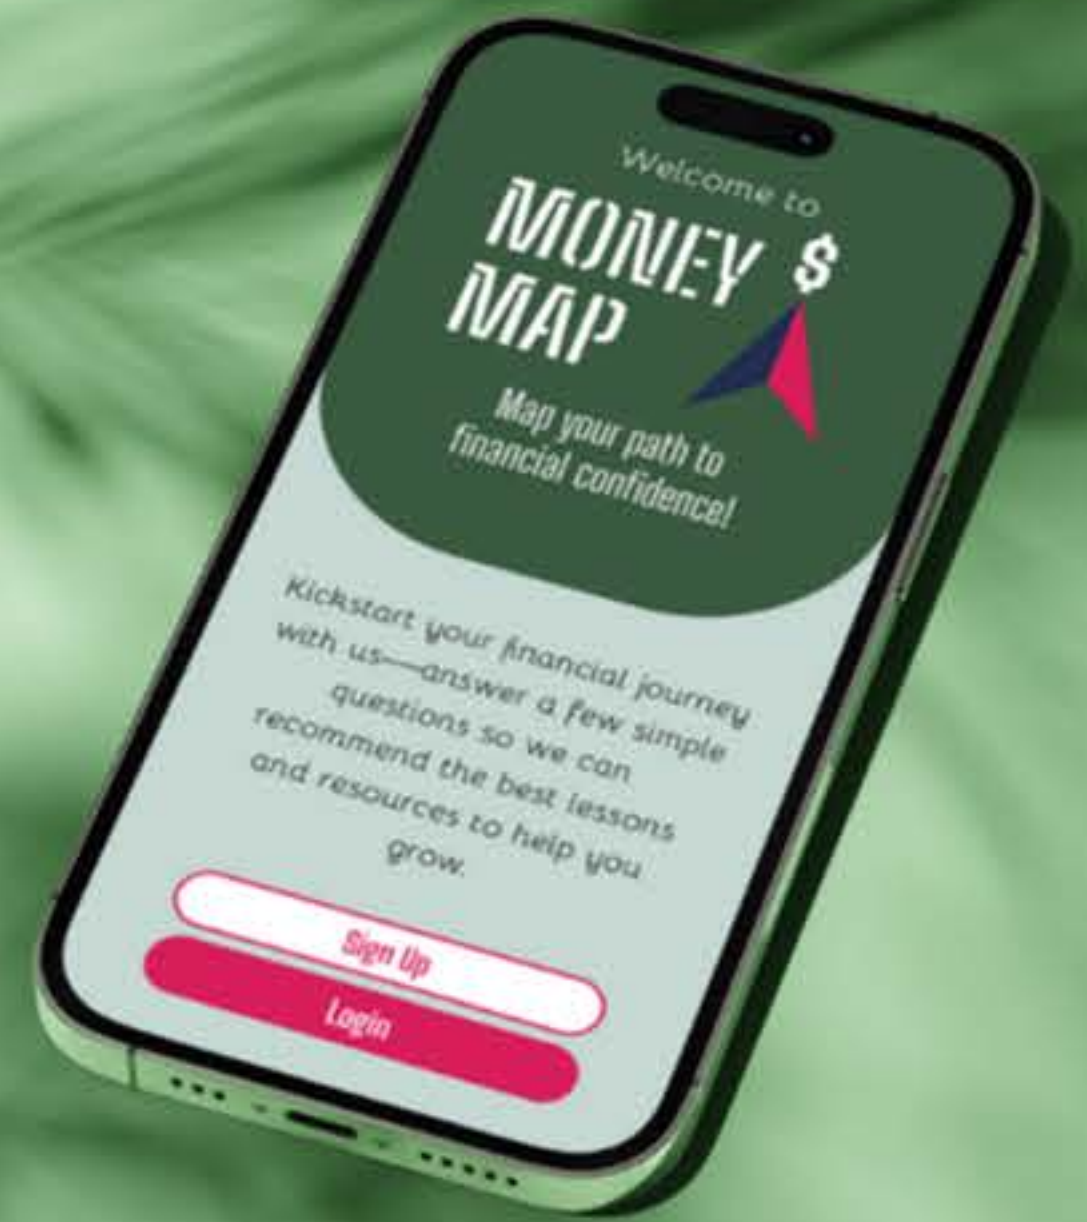 Welcome to
MONEY $
MAP
Map your path to
financial confidence!
Kickstart your financial journey
with us—answer a few simple
questions so we can
recommend the best lessons
and resources to help you
grow.
Sign Up
Login